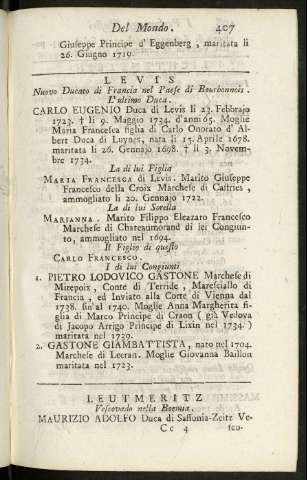 Del Mondo. 407
Giuseppe Principe d' Eggenberg, maritata li
26. Giugno 1719.
LEVIS
Nuovo Ducato di Francia nel Paese di Bourbonnois.
L'ultimo Duca.
CARLO EUGENIO Duca di Levis li 23. Febbrajo
1723. † li 9. Maggio 1734. d'anni 65. Moglie
Maria Francesca figlia di Carlo Onorato d'Al-
bert Duca di Luynes, nata li 15. Aprile 1678.
maritata li 26. Gennajo 1698. † li 3. Novem-
bre 1734.
La di lui Figlia
MARIA FRANCESCA di Levis. Marito Giuseppe
Francesco della Croix Marchese di Castries,
ammogliato li 20. Gennajo 1722.
La di lui Sorella
MARIANNA. Marito Filippo Eleazaro Francesco
Marchese di Chateaumorand di lei Congiun-
to, ammogliato nel 1694.
Il Figlio di questo
CARLO FRANCESCO.
I di lui Congiunti
1. PIETRO LODOVICO GASTONE Marchese di
Mirepoix, Conte di Terride, Maresciallo di
Francia, ed Inviato alla Corte di Vienna dal
1738. sin'al 1740. Moglie Anna Margherita fi-
glia di Marco Principe di Craon (già Vedova
di Jacopo Arrigo Principe di Lixin nel 1734.)
maritata nel 1739.
2. GASTONE GIAMBATTISTA, nato nel 1704.
Marchese di Leeran. Moglie Giovanna Baillon
maritata nel 1723.
LEUTMERITZ
Vescovado nella Boemia.
MAURIZIO ADOLFO Duca di Sassonia-Zeitz Ve-
Cc 4 sco-